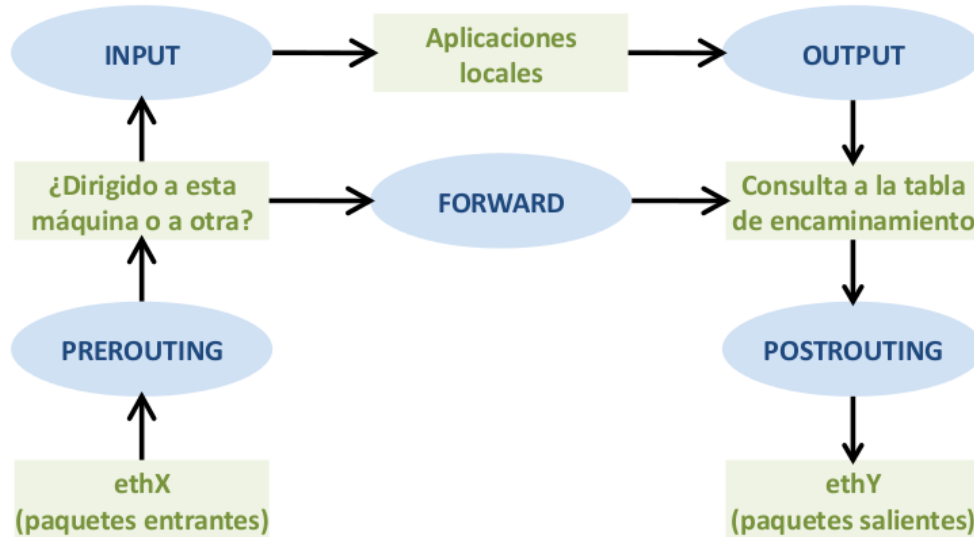 INPUT
Aplicaciones
locales
OUTPUT
¿Dirigido a esta
máquina o a otra?
FORWARD
Consulta a la tabla
de encaminamiento
PREROUTING
POSTROUTING
ethX
(paquetes entrantes)
ethY
(paquetes salientes)